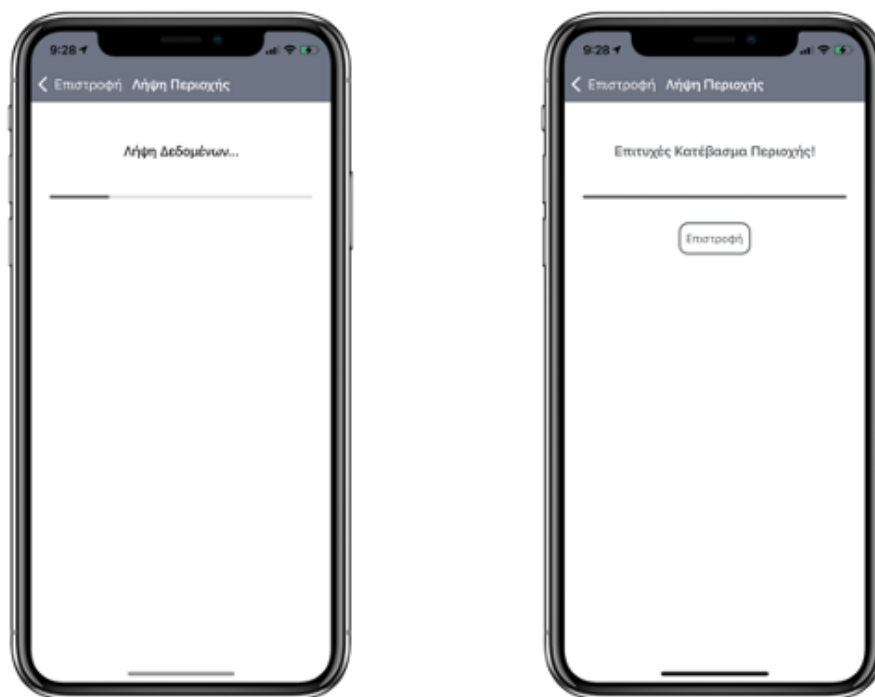 9:28
Επιστροφή Λήψη Περιοχής
Λήψη Δεδομένων...
9:28
Επιστροφή Λήψη Περιοχής
Επιτυχές Κατέβασμα Περιοχής!
Επιστροφή